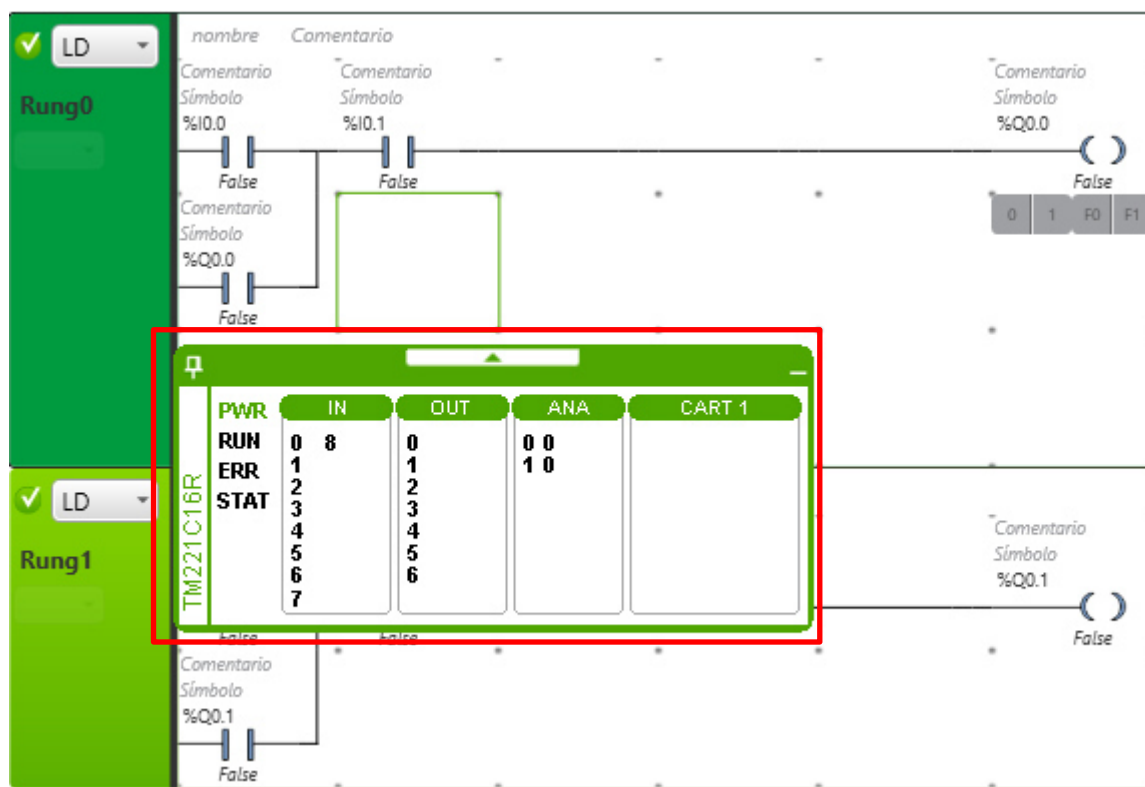 LD
nombre Comentario
Rung0
Comentario Comentario Comentario
Símbolo Símbolo Símbolo
%I0.0 %I0.1 %Q0.0
False False False
0 1 F0 F1
Comentario
Símbolo
%Q0.0
False
TM221C16R
PWR IN OUT ANA CART 1
RUN 0 8 0 0 0
ERR 1 1 1 0
STAT 2 2
3 3
4 4
5 5
6 6
7
LD
Rung1
Comentario
Símbolo
%Q0.1
False False False
Comentario
Símbolo
%Q0.1
False